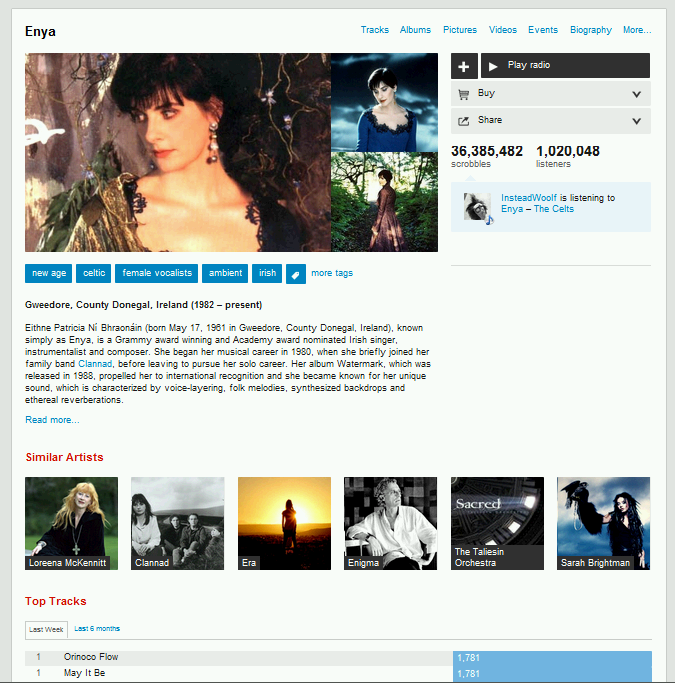 Enya
Tracks Albums Pictures Videos Events Biography More...
Play radio
Buy
Share
36,385,482 1,020,048
scrobbles listeners
InsteadWoolf is listening to
Enya – The Celts
new age celtic female vocalists ambient irish more tags
Gweedore, County Donegal, Ireland (1982 – present)
Eithne Patricia Ní Bhraonáin (born May 17, 1961 in Gweedore, County Donegal, Ireland), known
simply as Enya, is a Grammy award winning and Academy award nominated Irish singer,
instrumentalist and composer. She began her musical career in 1980, when she briefly joined her
family band Clannad, before leaving to pursue her solo career. Her album Watermark, which was
released in 1988, propelled her to international recognition and she became known for her unique
sound, which is characterized by voice-layering, folk melodies, synthesized backdrops and
ethereal reverberations.
Read more...
Similar Artists
Sacred
Loreena McKennitt Clannad Era Enigma The Taliesin
Orchestra Sarah Brightman
Top Tracks
Last Week Last 6 months
1 Orinoco Flow 1,781
1 May It Be 1,781